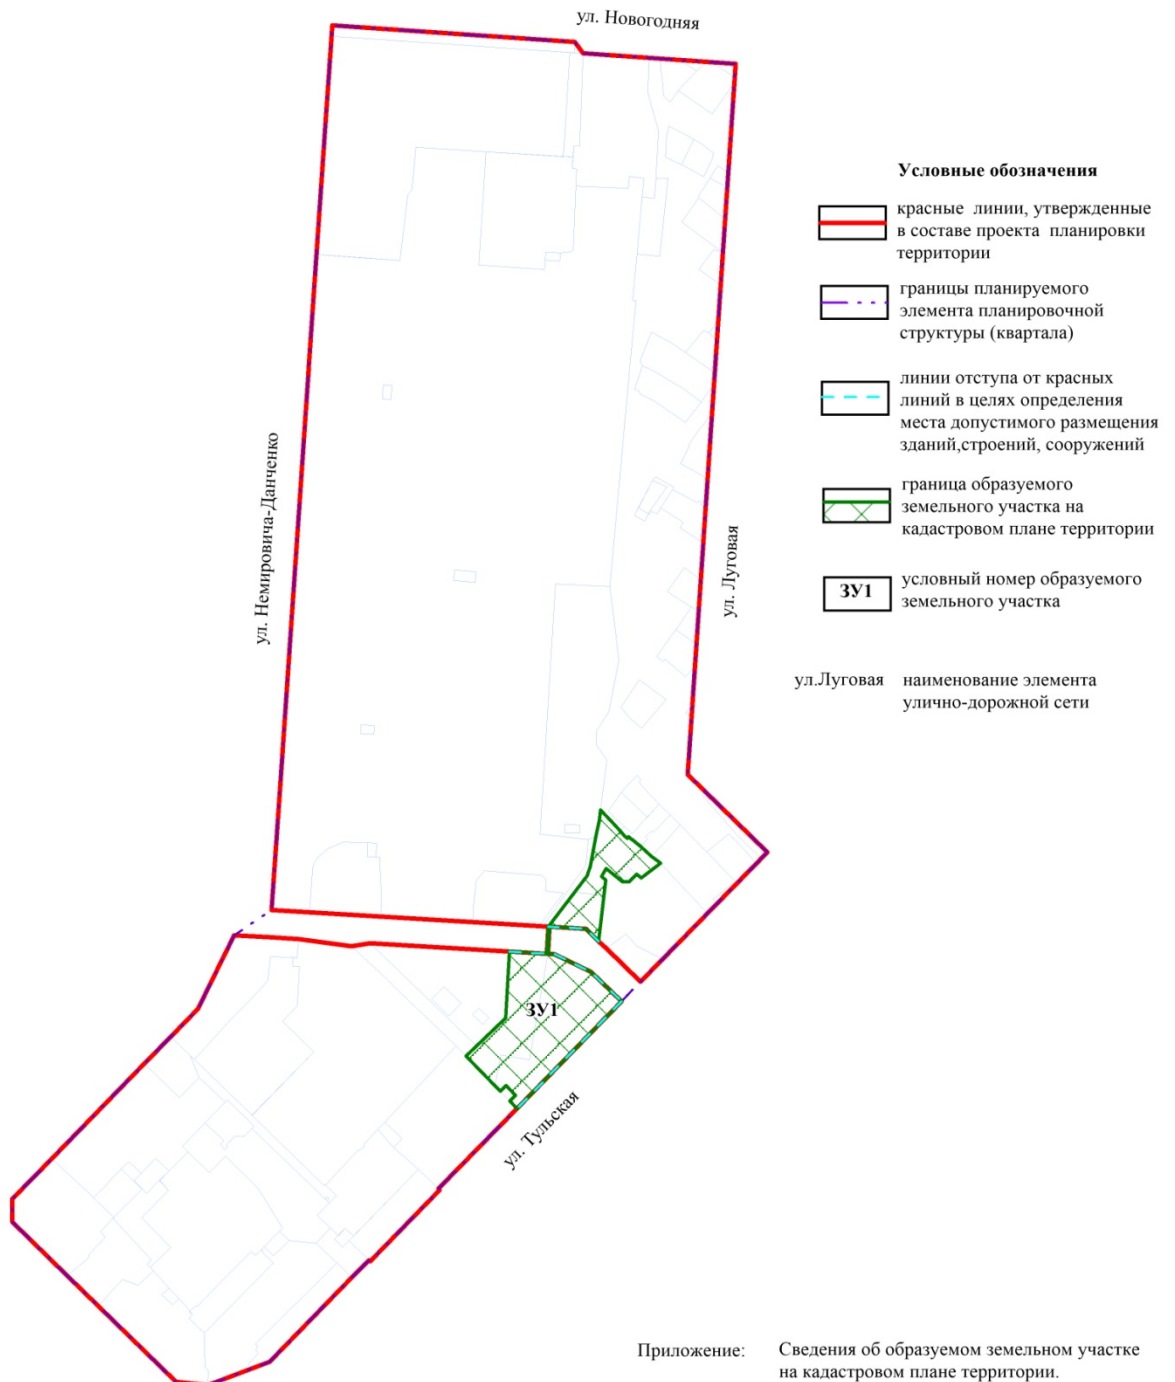 ул. Новогодняя
Условные обозначения
красные линии, утвержденные
в составе проекта планировки
территории
границы планируемого
элемента планировочной
структуры (квартала)
линии отступа от красных
линий в целях определения
места допустимого размещения
зданий,строений, сооружений
граница образуемого
земельного участка на
кадастровом плане территории
ЗУ1
условный номер образуемого
земельного участка
ул.Луговая
наименование элемента
улично-дорожной сети
ул. Немировича-Данченко
ул. Луговая
ЗУ1
ул. Тульская
Приложение: Сведения об образуемом земельном участке
на кадастровом плане территории.